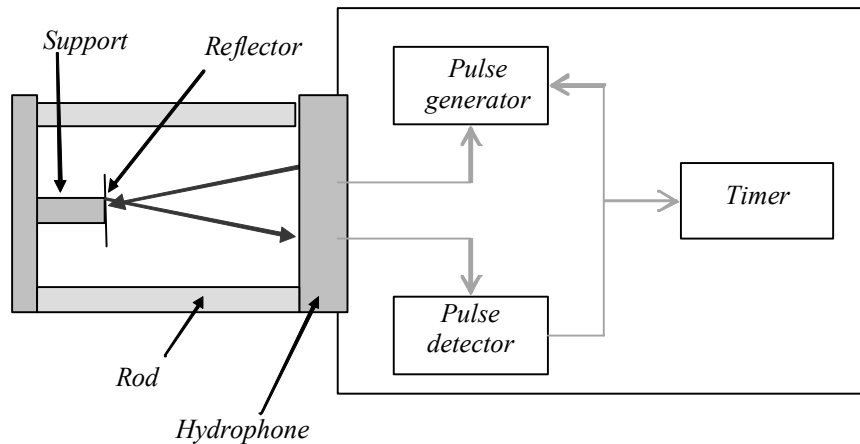 Support
Reflector
Pulse
generator
Timer
Pulse
detector
Rod
Hydrophone